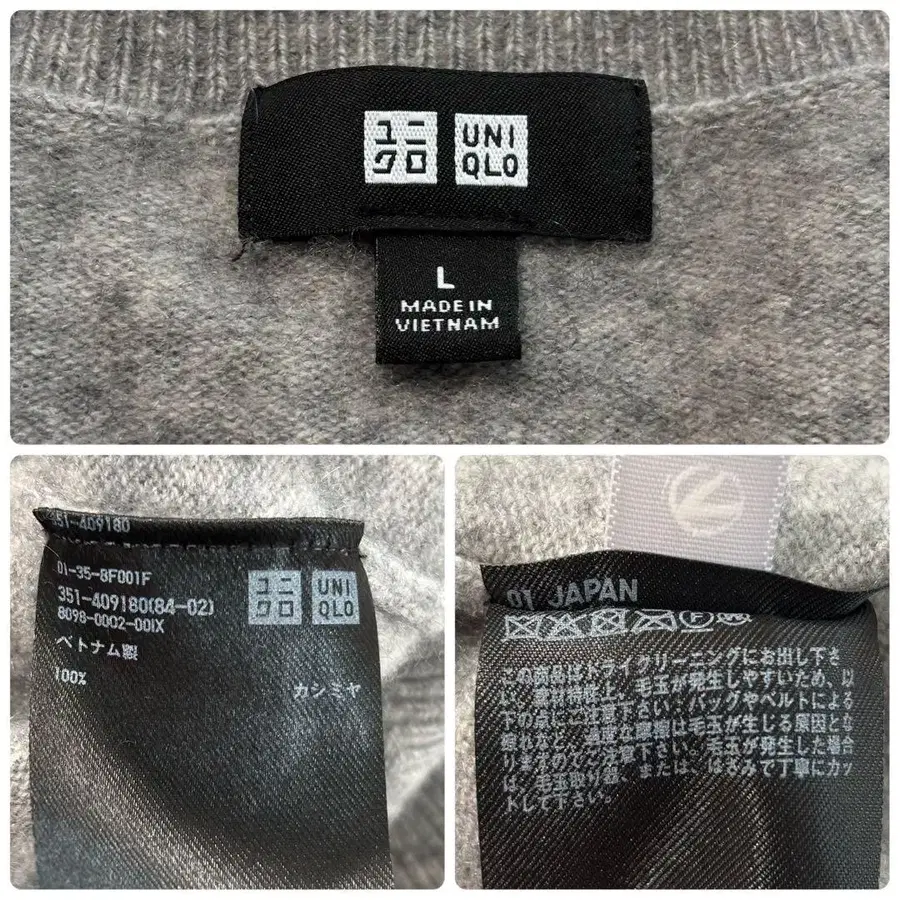 ユニ
クロ
UNI
QLO
L
MADE IN
VIETNAM
351-409180
01-35-8F001F
351-409180(84-02)
8098-0002-00IX
ユニ
クロ
UNI
QLO
ベトナム製
100%
カシミヤ
01 JAPAN
この商品はドライクリーニングにお出し下さ
い。素材特性上、毛玉が発生しやすいため、以
下の点にご注意下さい。バッグやベルトによる
擦れなど、過度な摩擦は毛玉が生じる原因とな
りますのでご注意下さい。毛玉が発生した場合
は、毛玉取り器、または、はさみで丁寧にカッ
トして下さい。